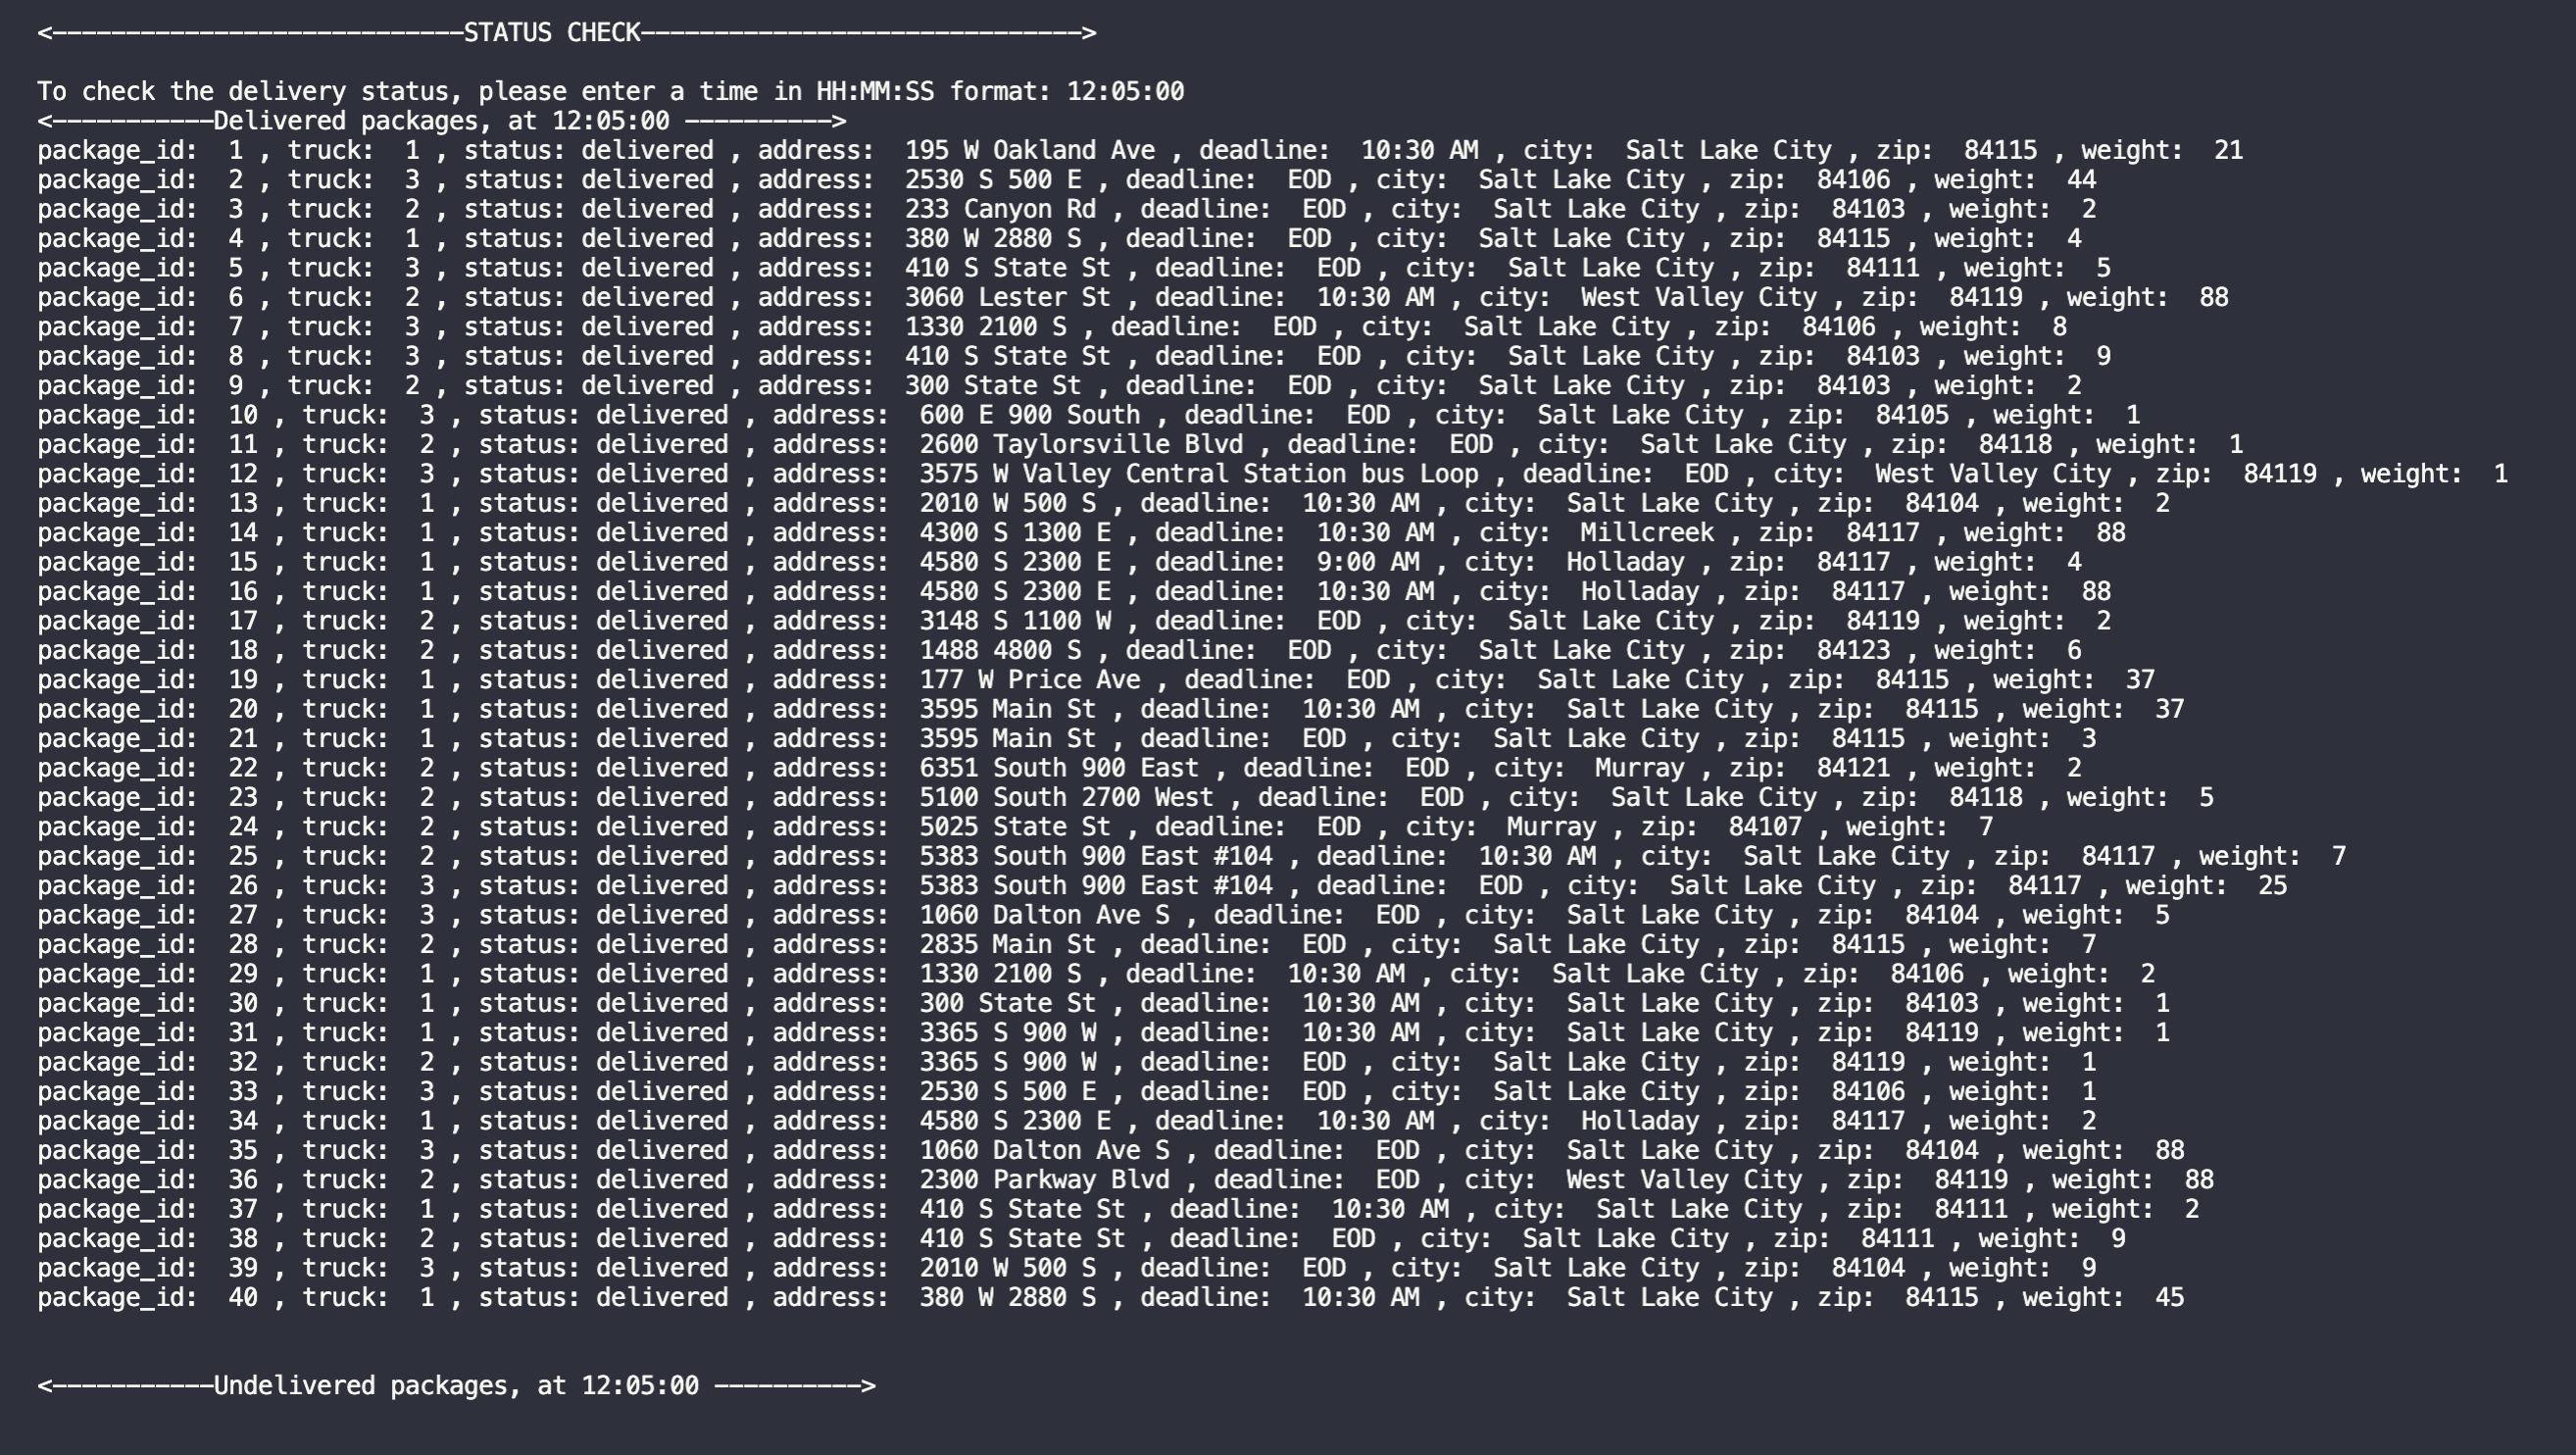 <----------------------------STATUS CHECK------------------------------>
To check the delivery status, please enter a time in HH:MM:SS format: 12:05:00
<-----------Delivered packages, at 12:05:00 ---------->
package_id:  1 , truck:  1 , status: delivered , address:  195 W Oakland Ave , deadline:  10:30 AM , city:  Salt Lake City , zip:  84115 , weight:  21
package_id:  2 , truck:  3 , status: delivered , address:  2530 S 500 E , deadline:  EOD , city:  Salt Lake City , zip:  84106 , weight:  44
package_id:  3 , truck:  2 , status: delivered , address:  233 Canyon Rd , deadline:  EOD , city:  Salt Lake City , zip:  84103 , weight:  2
package_id:  4 , truck:  1 , status: delivered , address:  380 W 2880 S , deadline:  EOD , city:  Salt Lake City , zip:  84115 , weight:  4
package_id:  5 , truck:  3 , status: delivered , address:  410 S State St , deadline:  EOD , city:  Salt Lake City , zip:  84111 , weight:  5
package_id:  6 , truck:  2 , status: delivered , address:  3060 Lester St , deadline:  10:30 AM , city:  West Valley City , zip:  84119 , weight:  88
package_id:  7 , truck:  3 , status: delivered , address:  1330 2100 S , deadline:  EOD , city:  Salt Lake City , zip:  84106 , weight:  8
package_id:  8 , truck:  3 , status: delivered , address:  410 S State St , deadline:  EOD , city:  Salt Lake City , zip:  84103 , weight:  9
package_id:  9 , truck:  2 , status: delivered , address:  300 State St , deadline:  EOD , city:  Salt Lake City , zip:  84103 , weight:  2
package_id:  10 , truck:  3 , status: delivered , address:  600 E 900 South , deadline:  EOD , city:  Salt Lake City , zip:  84105 , weight:  1
package_id:  11 , truck:  2 , status: delivered , address:  2600 Taylorsville Blvd , deadline:  EOD , city:  Salt Lake City , zip:  84118 , weight:  1
package_id:  12 , truck:  3 , status: delivered , address:  3575 W Valley Central Station bus Loop , deadline:  EOD , city:  West Valley City , zip:  84119 , weight:  1
package_id:  13 , truck:  1 , status: delivered , address:  2010 W 500 S , deadline:  10:30 AM , city:  Salt Lake City , zip:  84104 , weight:  2
package_id:  14 , truck:  1 , status: delivered , address:  4300 S 1300 E , deadline:  10:30 AM , city:  Millcreek , zip:  84117 , weight:  88
package_id:  15 , truck:  1 , status: delivered , address:  4580 S 2300 E , deadline:  9:00 AM , city:  Holladay , zip:  84117 , weight:  4
package_id:  16 , truck:  1 , status: delivered , address:  4580 S 2300 E , deadline:  10:30 AM , city:  Holladay , zip:  84117 , weight:  88
package_id:  17 , truck:  2 , status: delivered , address:  3148 S 1100 W , deadline:  EOD , city:  Salt Lake City , zip:  84119 , weight:  2
package_id:  18 , truck:  2 , status: delivered , address:  1488 4800 S , deadline:  EOD , city:  Salt Lake City , zip:  84123 , weight:  6
package_id:  19 , truck:  1 , status: delivered , address:  177 W Price Ave , deadline:  EOD , city:  Salt Lake City , zip:  84115 , weight:  37
package_id:  20 , truck:  1 , status: delivered , address:  3595 Main St , deadline:  10:30 AM , city:  Salt Lake City , zip:  84115 , weight:  37
package_id:  21 , truck:  1 , status: delivered , address:  3595 Main St , deadline:  EOD , city:  Salt Lake City , zip:  84115 , weight:  3
package_id:  22 , truck:  2 , status: delivered , address:  6351 South 900 East , deadline:  EOD , city:  Murray , zip:  84121 , weight:  2
package_id:  23 , truck:  2 , status: delivered , address:  5100 South 2700 West , deadline:  EOD , city:  Salt Lake City , zip:  84118 , weight:  5
package_id:  24 , truck:  2 , status: delivered , address:  5025 State St , deadline:  EOD , city:  Murray , zip:  84107 , weight:  7
package_id:  25 , truck:  2 , status: delivered , address:  5383 South 900 East #104 , deadline:  10:30 AM , city:  Salt Lake City , zip:  84117 , weight:  7
package_id:  26 , truck:  3 , status: delivered , address:  5383 South 900 East #104 , deadline:  EOD , city:  Salt Lake City , zip:  84117 , weight:  25
package_id:  27 , truck:  3 , status: delivered , address:  1060 Dalton Ave S , deadline:  EOD , city:  Salt Lake City , zip:  84104 , weight:  5
package_id:  28 , truck:  2 , status: delivered , address:  2835 Main St , deadline:  EOD , city:  Salt Lake City , zip:  84115 , weight:  7
package_id:  29 , truck:  1 , status: delivered , address:  1330 2100 S , deadline:  10:30 AM , city:  Salt Lake City , zip:  84106 , weight:  2
package_id:  30 , truck:  1 , status: delivered , address:  300 State St , deadline:  10:30 AM , city:  Salt Lake City , zip:  84103 , weight:  1
package_id:  31 , truck:  1 , status: delivered , address:  3365 S 900 W , deadline:  10:30 AM , city:  Salt Lake City , zip:  84119 , weight:  1
package_id:  32 , truck:  2 , status: delivered , address:  3365 S 900 W , deadline:  EOD , city:  Salt Lake City , zip:  84119 , weight:  1
package_id:  33 , truck:  3 , status: delivered , address:  2530 S 500 E , deadline:  EOD , city:  Salt Lake City , zip:  84106 , weight:  1
package_id:  34 , truck:  1 , status: delivered , address:  4580 S 2300 E , deadline:  10:30 AM , city:  Holladay , zip:  84117 , weight:  2
package_id:  35 , truck:  3 , status: delivered , address:  1060 Dalton Ave S , deadline:  EOD , city:  Salt Lake City , zip:  84104 , weight:  88
package_id:  36 , truck:  2 , status: delivered , address:  2300 Parkway Blvd , deadline:  EOD , city:  West Valley City , zip:  84119 , weight:  88
package_id:  37 , truck:  1 , status: delivered , address:  410 S State St , deadline:  10:30 AM , city:  Salt Lake City , zip:  84111 , weight:  2
package_id:  38 , truck:  2 , status: delivered , address:  410 S State St , deadline:  EOD , city:  Salt Lake City , zip:  84111 , weight:  9
package_id:  39 , truck:  3 , status: delivered , address:  2010 W 500 S , deadline:  EOD , city:  Salt Lake City , zip:  84104 , weight:  9
package_id:  40 , truck:  1 , status: delivered , address:  380 W 2880 S , deadline:  10:30 AM , city:  Salt Lake City , zip:  84115 , weight:  45
<-----------Undelivered packages, at 12:05:00 ---------->